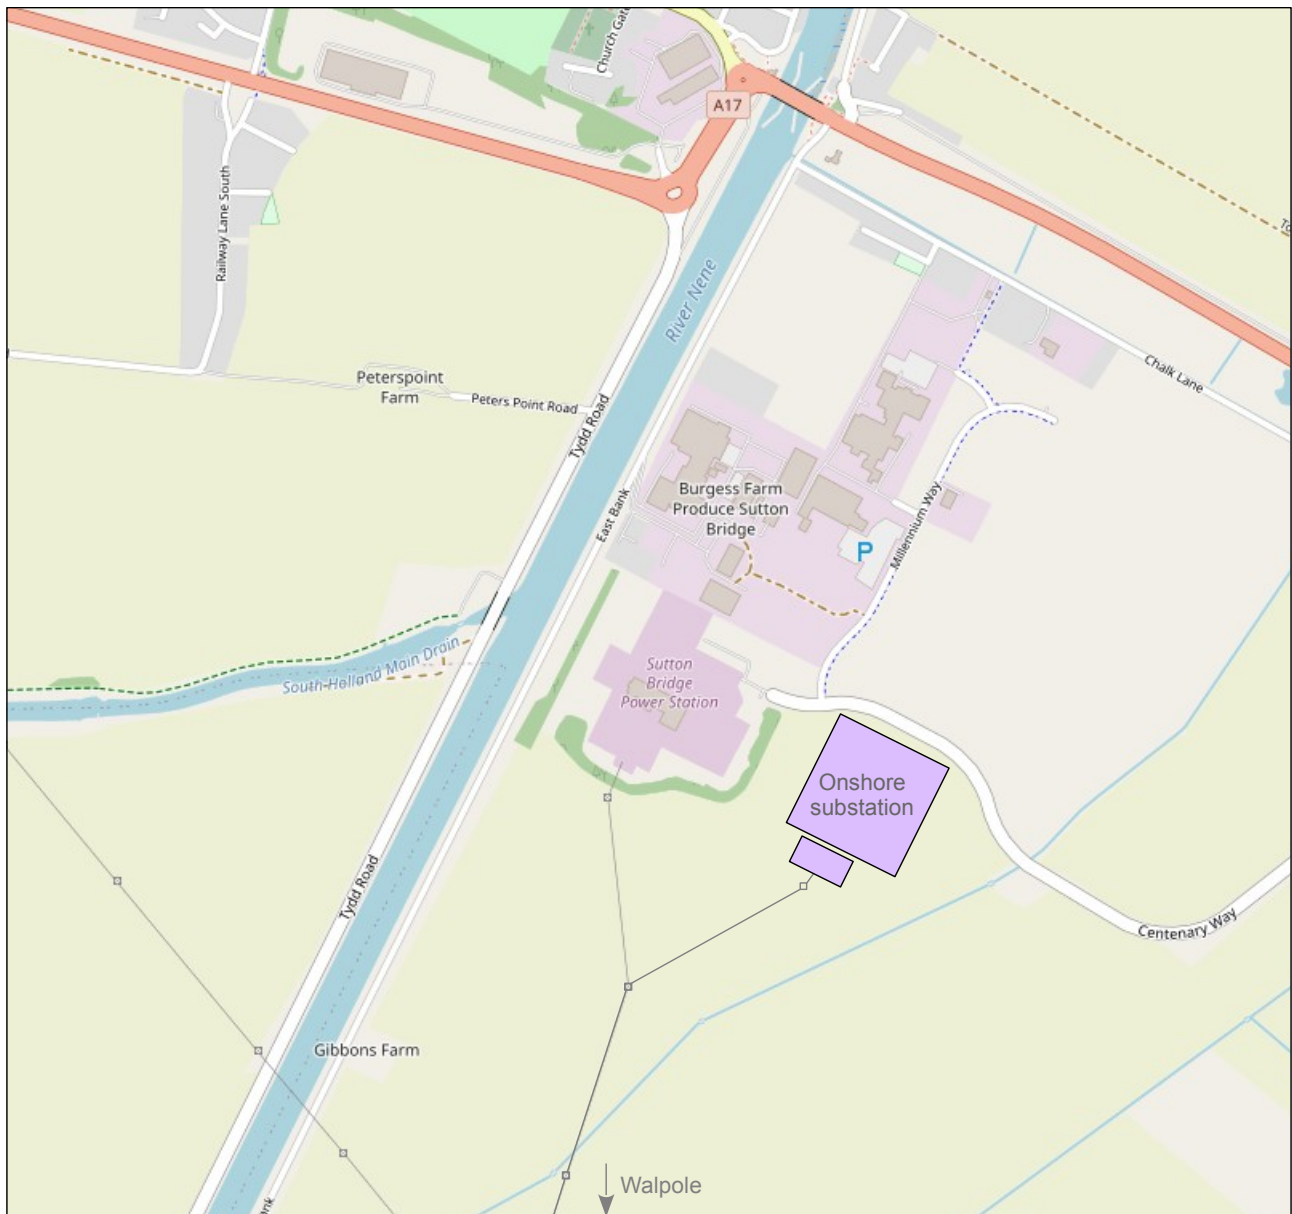 Church Gate
A17
To
Railway Lane South
River Nene
Chalk Lane
Peterspoint
Farm
Peters Point Road
Tydd Road
East Bank
Burgess Farm
Produce Sutton
Bridge
P
Millennium Way
South Holland Main Drain
Sutton
Bridge
Power Station
Onshore
substation
Tydd Road
Centenary Way
Gibbons Farm
Walpole
ank